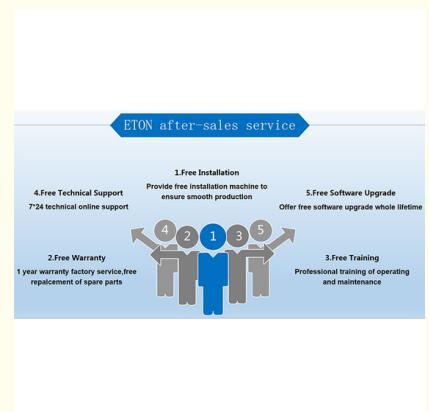 ETON after-sales service
1.Free Installation
Provide free installation machine to
ensure smooth production
4.Free Technical Support
7*24 technical online support
5.Free Software Upgrade
Offer free software upgrade whole lifetime
4
2
1
3
5
2.Free Warranty
1 year warranty factory service,free
repalcement of spare parts
3.Free Training
Professional training of operating
and maintenance